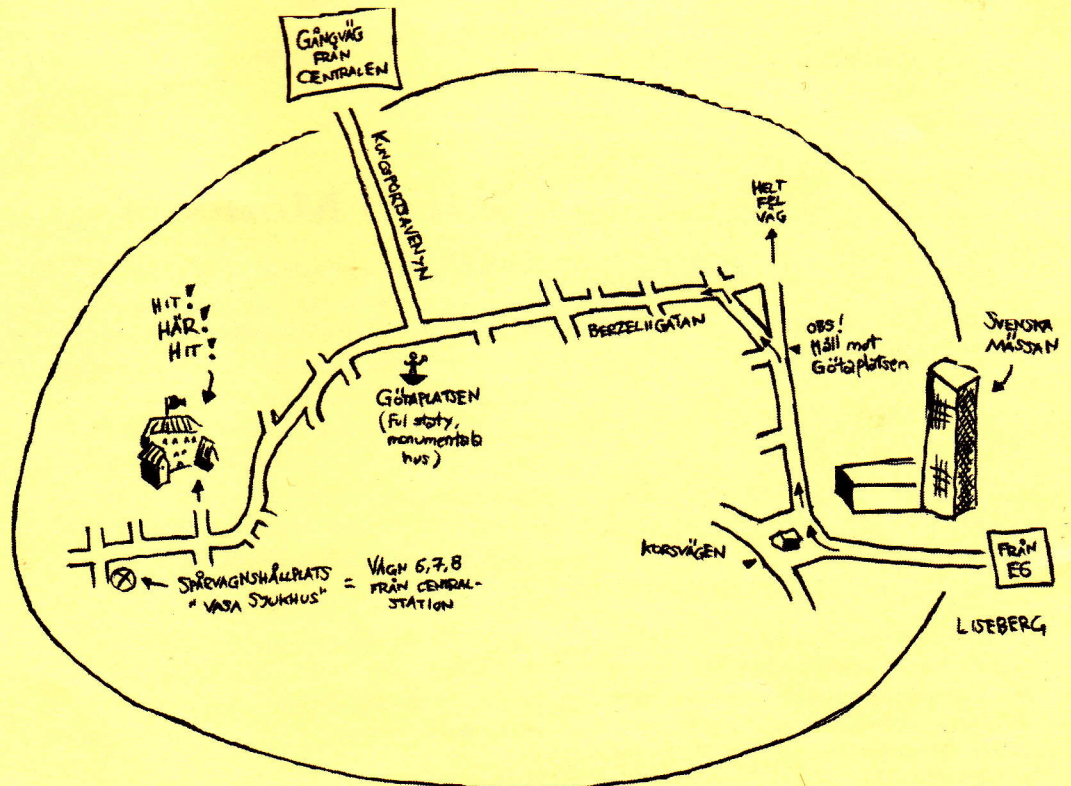 GÅNGVÄG
FRÅN
CENTRALEN
KUNGSPORTSAVENYN
HELT
FEL
VÄG
HIT!
HÄR!
HIT!
BERZELIIGATAN
OBS!
Håll mot
Götaplatsen
SVENSKA
MÄSSAN
GÖTAPLATSEN
(Ful staty,
monumentala
hus)
KORSVÄGEN
FRÅN
E6
SPÅRVAGNSHÅLLPLATS
"VASA SJUKHUS"
= VAGN 6,7,8
FRÅN CENTRAL-
STATION
LISEBERG